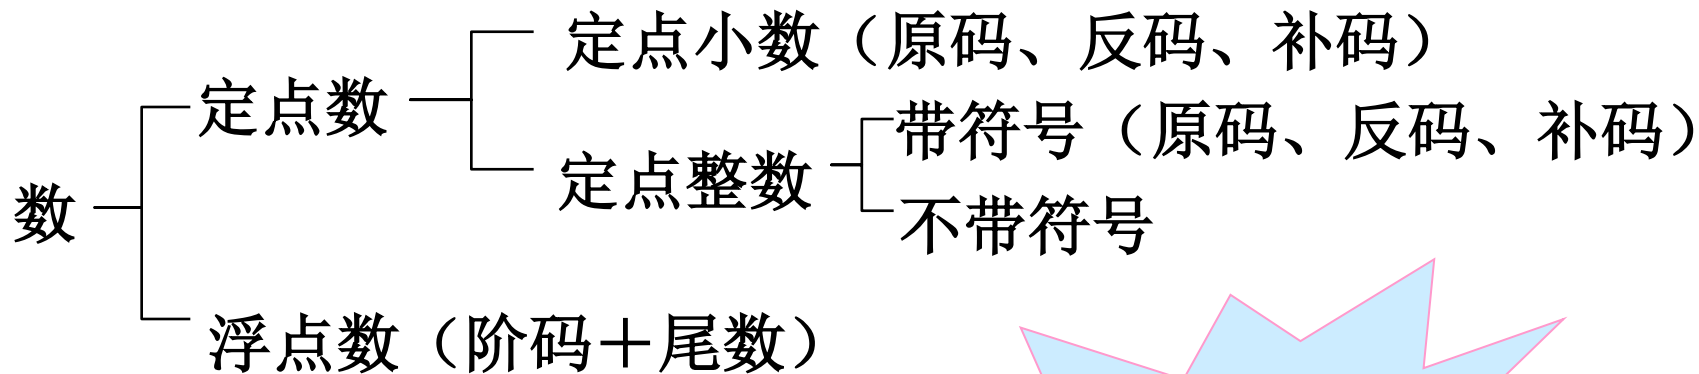 定点小数（原码、反码、补码）
定点数
带符号（原码、反码、补码）
定点整数
数
不带符号
浮点数（阶码＋尾数）